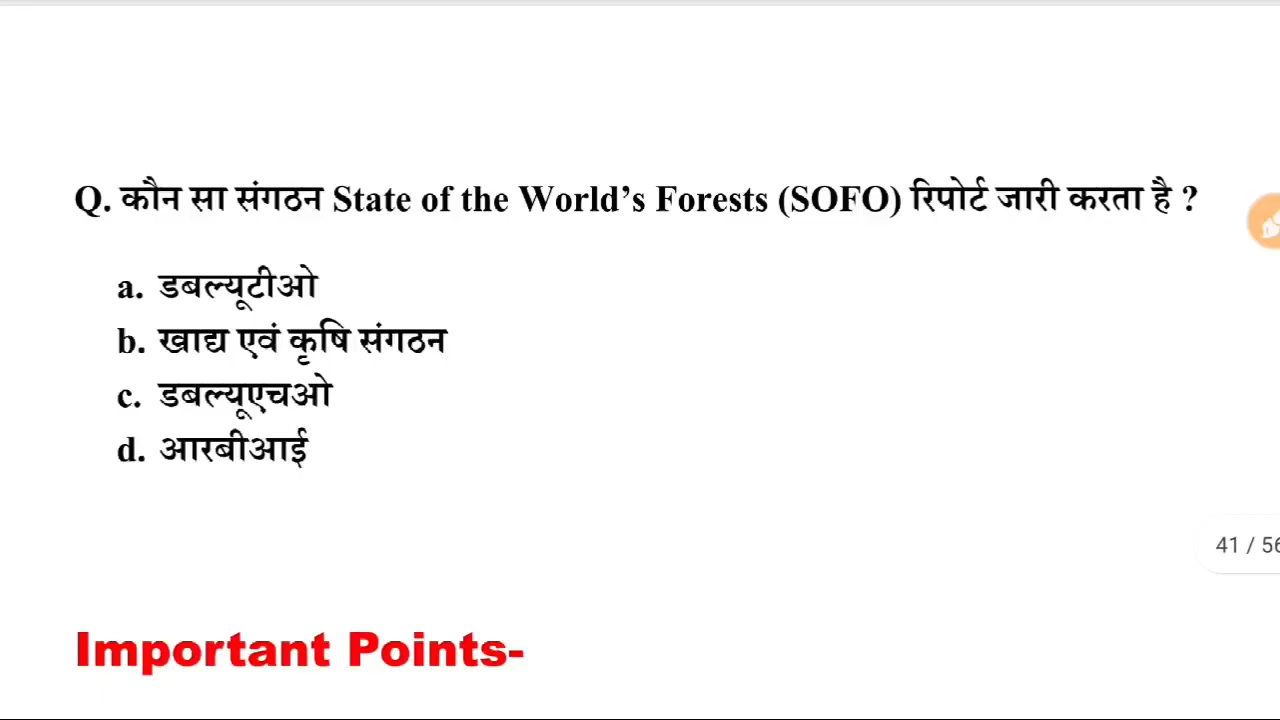 Q. कौन सा संगठन State of the World’s Forests (SOFO) रिपोर्ट जारी करता है ?
a. डबल्यूटीओ
b. खाद्य एवं कृषि संगठन
c. डबल्यूएचओ
d. आरबीआई
41 / 56
Important Points-